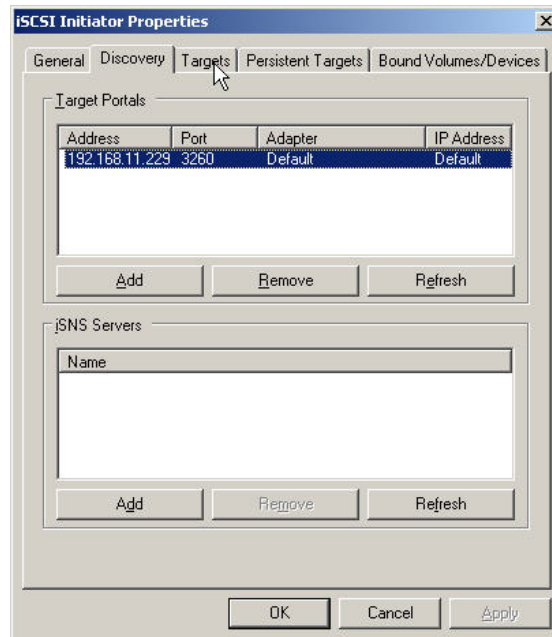 iSCSI Initiator Properties
General Discovery Targets Persistent Targets Bound Volumes/Devices
Target Portals
Address Port Adapter IP Address
192.168.11.229 3260 Default Default
Add Remove Refresh
iSNS Servers
Name
Add Remove Refresh
OK Cancel Apply